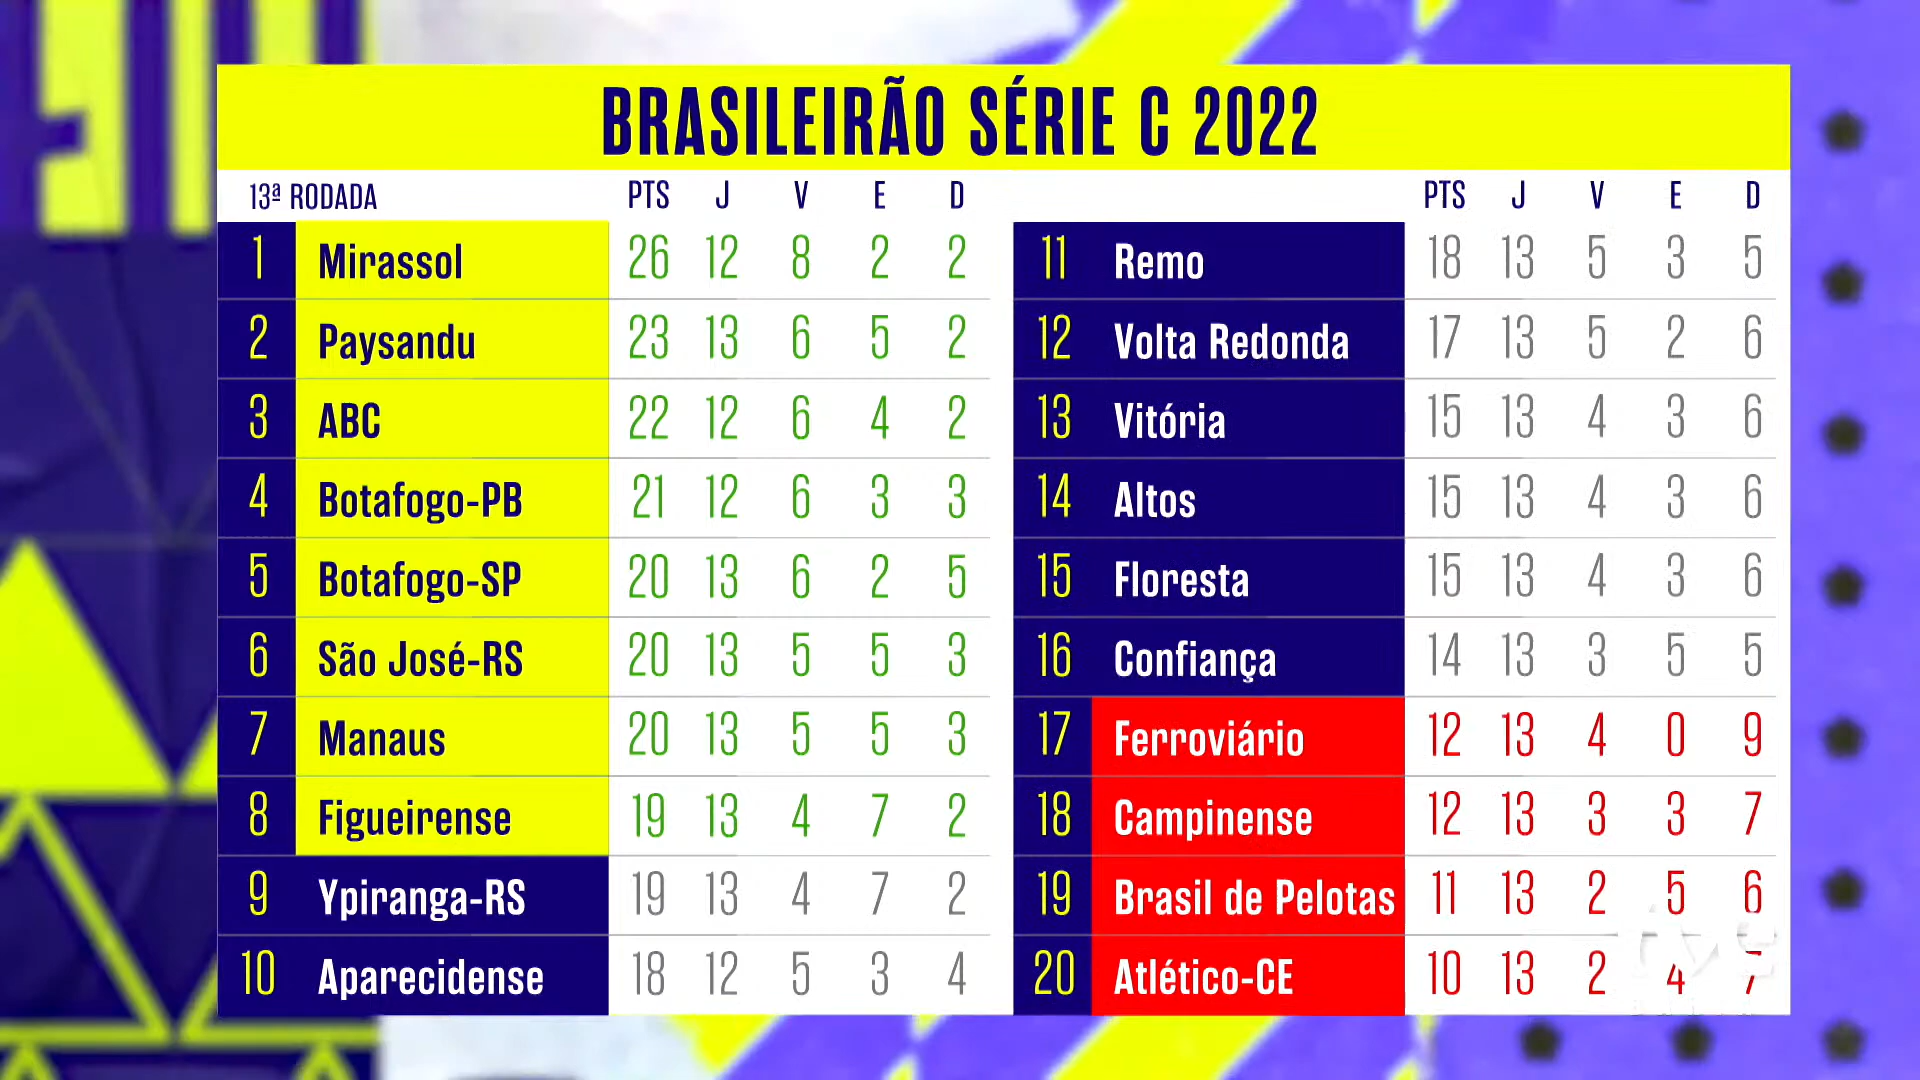 BRASILEIRÃO SÉRIE C 2022
13ª RODADA PTS J V E D
1 Mirassol 26 12 8 2 2
2 Paysandu 23 13 6 5 2
3 ABC 22 12 6 4 2
4 Botafogo-PB 21 12 6 3 3
5 Botafogo-SP 20 13 6 2 5
6 São José-RS 20 13 5 5 3
7 Manaus 20 13 5 5 3
8 Figueirense 19 13 4 7 2
9 Ypiranga-RS 19 13 4 7 2
10 Aparecidense 18 12 5 3 4
PTS J V E D
11 Remo 18 13 5 3 5
12 Volta Redonda 17 13 5 2 6
13 Vitória 15 13 4 3 6
14 Altos 15 13 4 3 6
15 Floresta 15 13 4 3 6
16 Confiança 14 13 3 5 5
17 Ferroviário 12 13 4 0 9
18 Campinense 12 13 3 3 7
19 Brasil de Pelotas 11 13 2 5 6
20 Atlético-CE 10 13 2 4 7